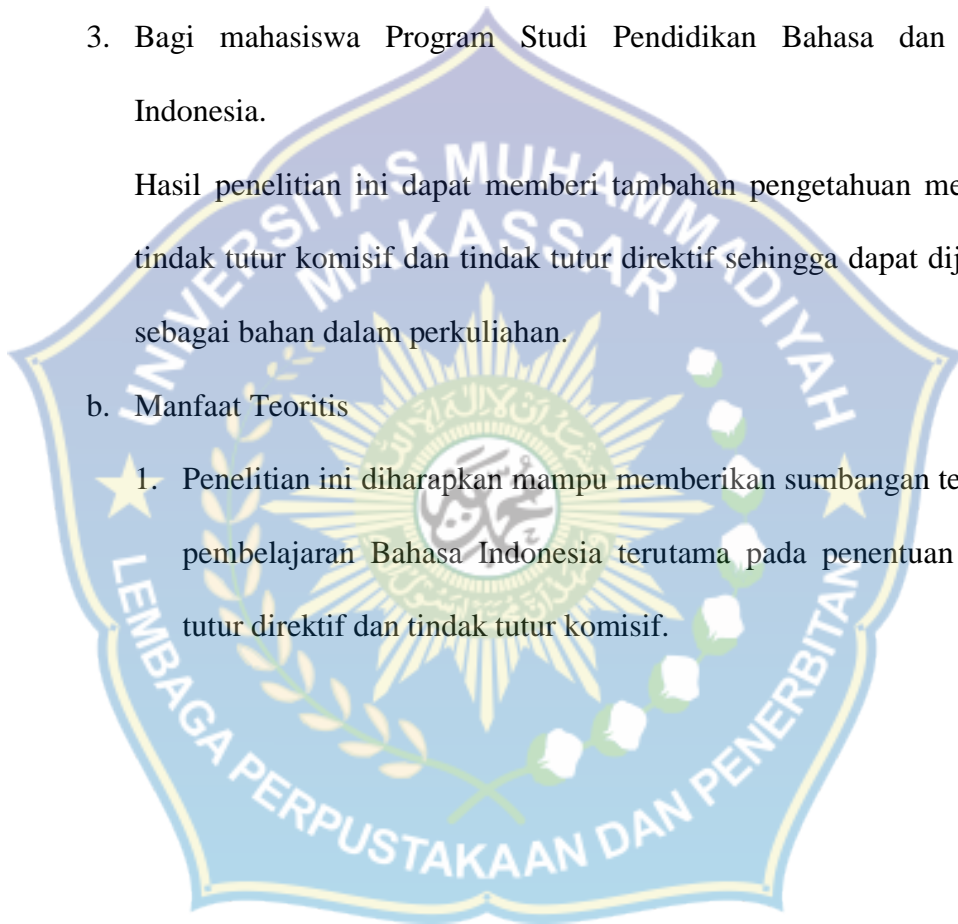 3. Bagi mahasiswa Program Studi Pendidikan Bahasa dan
Indonesia.
Hasil penelitian ini dapat memberi tambahan pengetahuan me
tindak tutur komisif dan tindak tutur direktif sehingga dapat dij
sebagai bahan dalam perkuliahan.
b. Manfaat Teoritis
1. Penelitian ini diharapkan mampu memberikan sumbangan te
pembelajaran Bahasa Indonesia terutama pada penentuan
tutur direktif dan tindak tutur komisif.
UNIVERSITAS MUHAMMADIYAH
MAKASSAR
LEMBAGA PERPUSTAKAAN DAN PENERBITAN